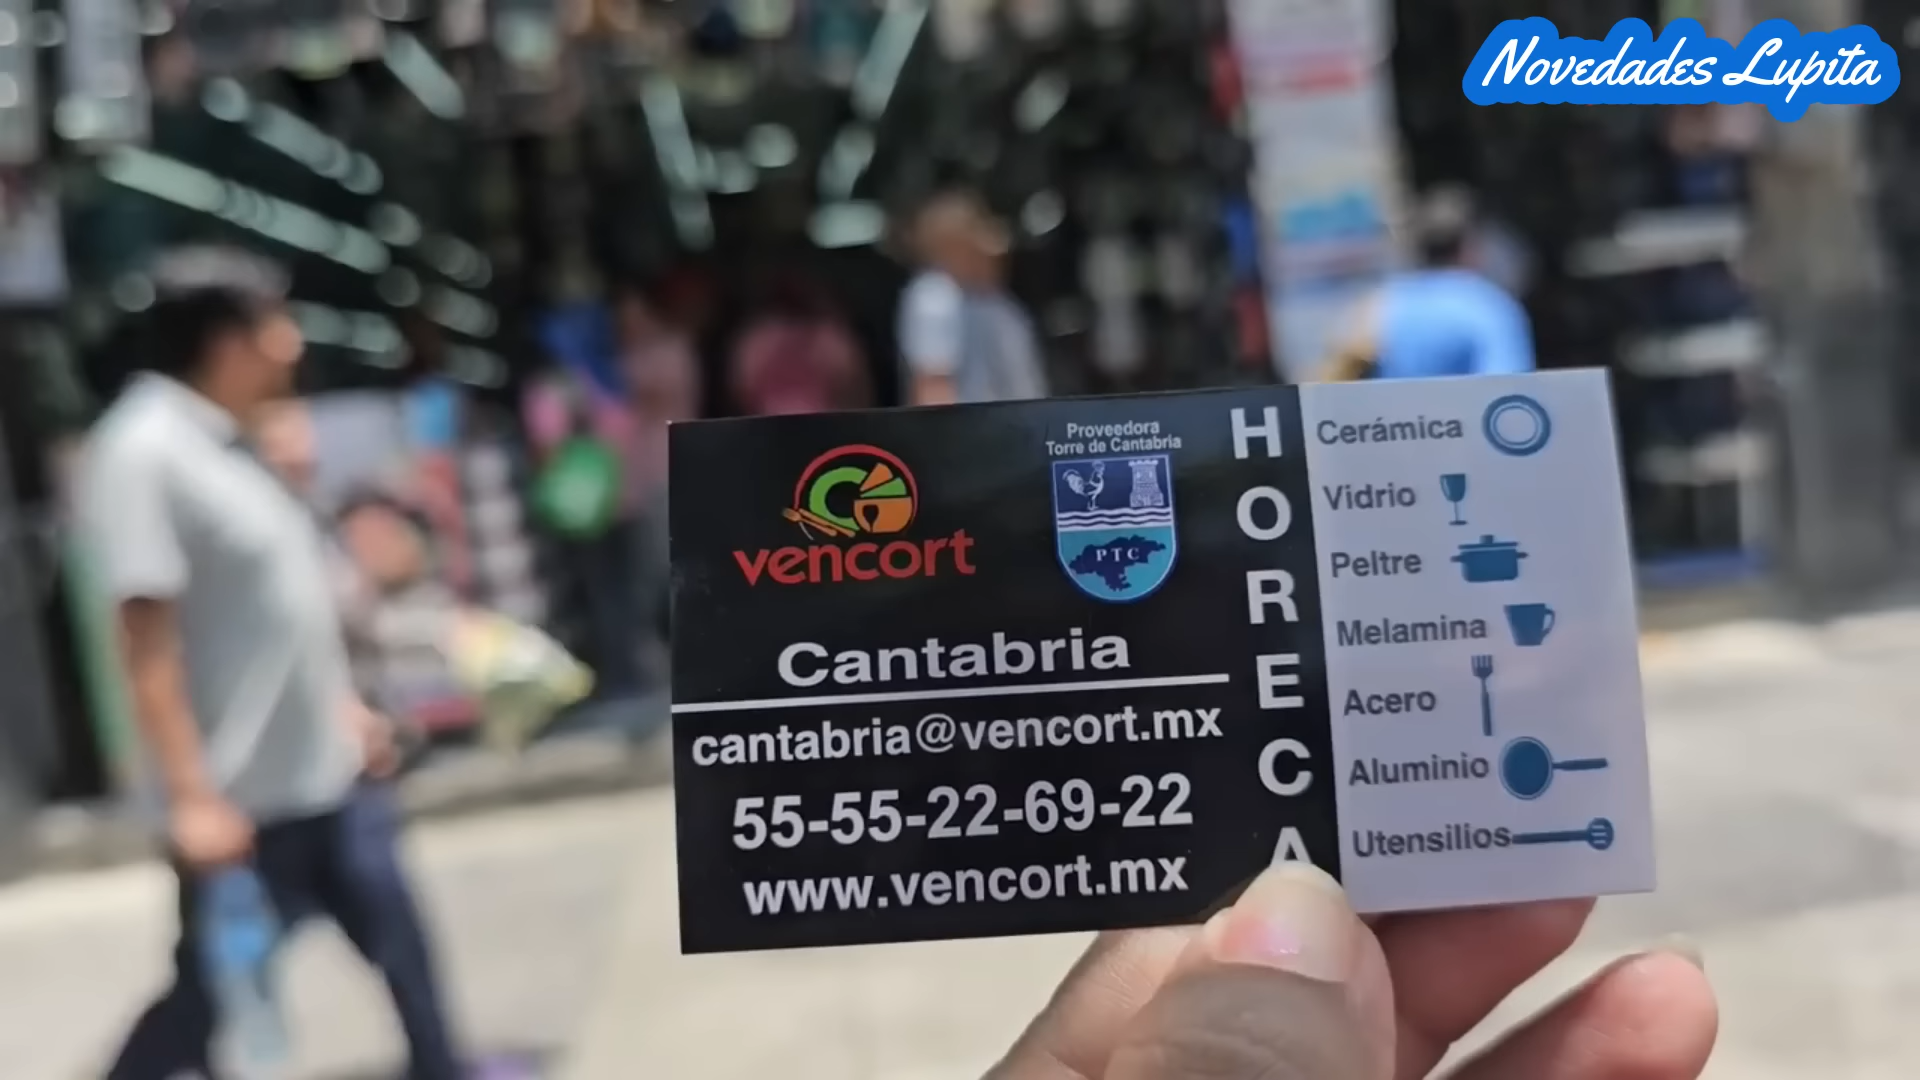 Novedades Lupita
vencort
Proveedora
Torre de Cantabria
PTC
Cantabria
cantabria@vencort.mx
55-55-22-69-22
www.vencort.mx
HORECA
Cerámica
Vidrio
Peltre
Melamina
Acero
Aluminio
Utensilios